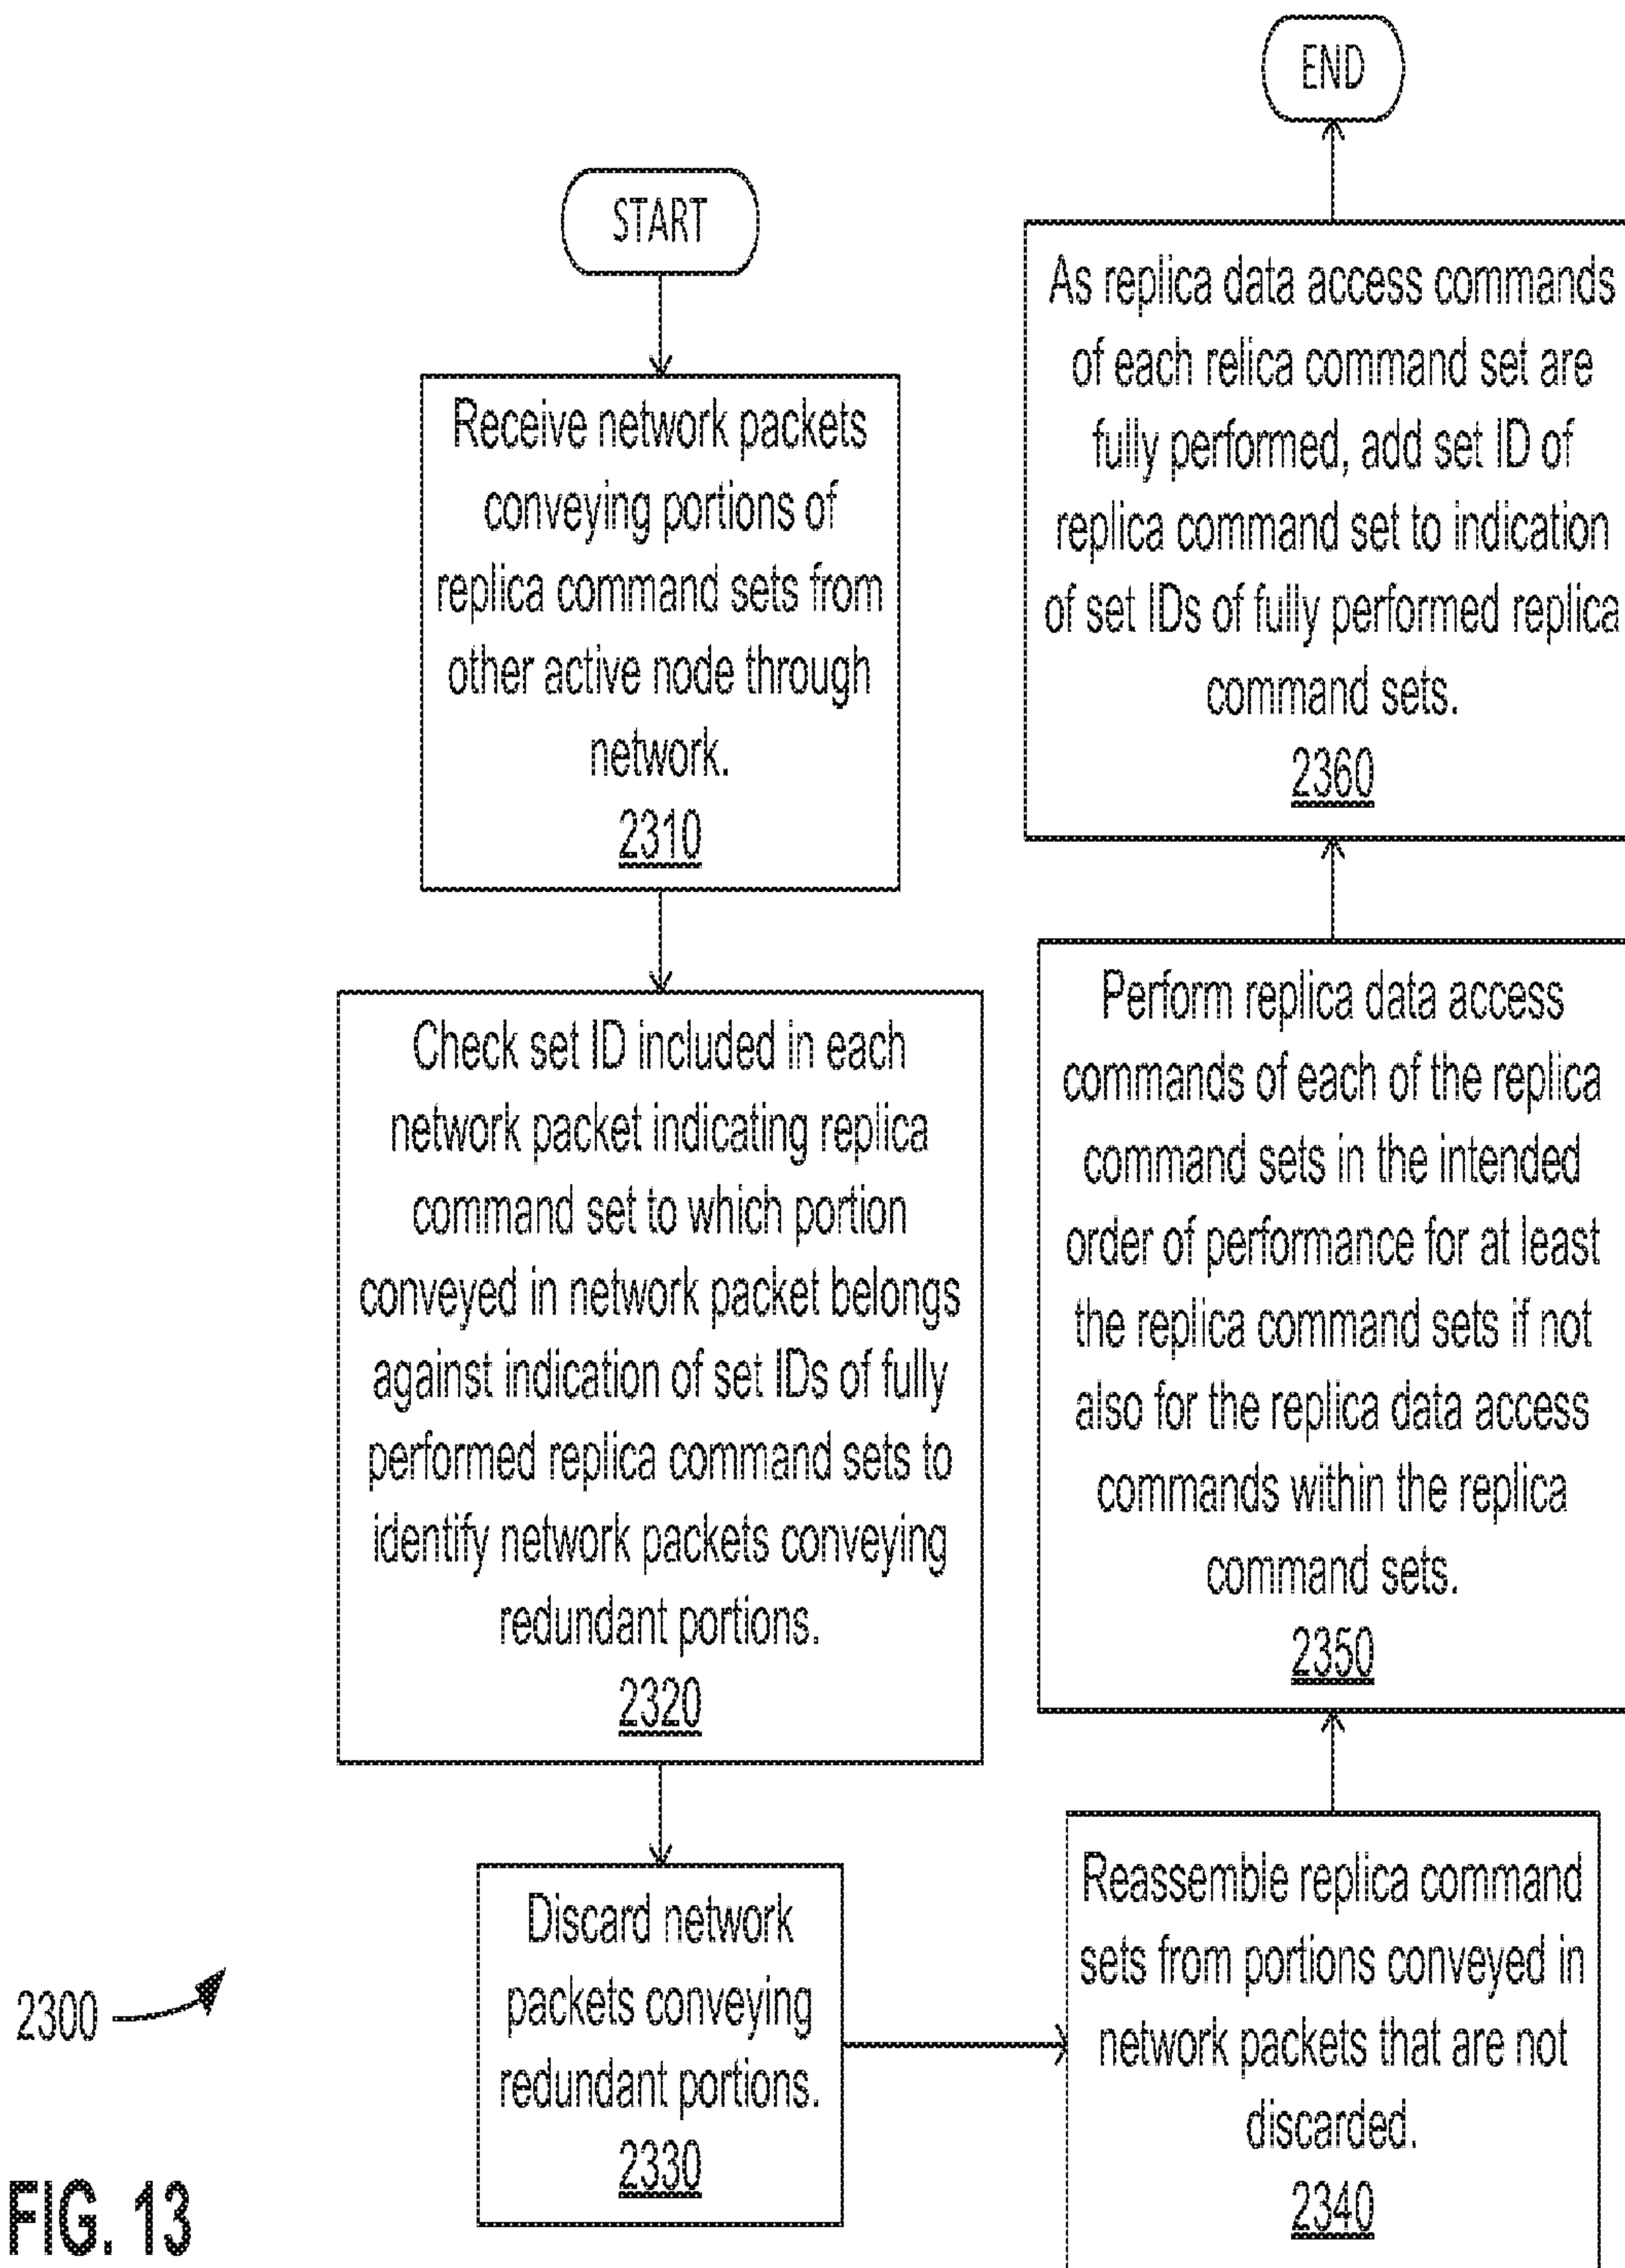 START
Receive network packets
conveying portions of
replica command sets from
other active node through
network.
2310
Check set ID included in each
network packet indicating replica
command set to which portion
conveyed in network packet belongs
against indication of set IDs of fully
performed replica command sets to
identify network packets conveying
redundant portions.
2320
Discard network
packets conveying
redundant portions.
2330
Reassemble replica command
sets from portions conveyed in
network packets that are not
discarded.
2340
Perform replica data access
commands of each of the replica
command sets in the intended
order of performance for at least
the replica command sets if not
also for the replica data access
commands within the replica
command sets.
2350
As replica data access commands
of each relica command set are
fully performed, add set ID of
replica command set to indication
of set IDs of fully performed replica
command sets.
2360
END
2300
FIG. 13